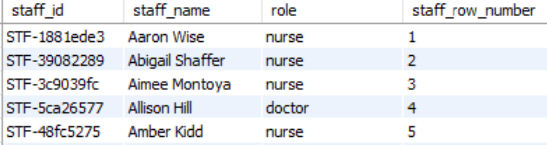 staff_id staff_name role staff_row_number
STF-1881ede3 Aaron Wise nurse 1
STF-39082289 Abigail Shaffer nurse 2
STF-3c9039fc Aimee Montoya nurse 3
STF-5ca26577 Allison Hill doctor 4
STF-48fc5275 Amber Kidd nurse 5